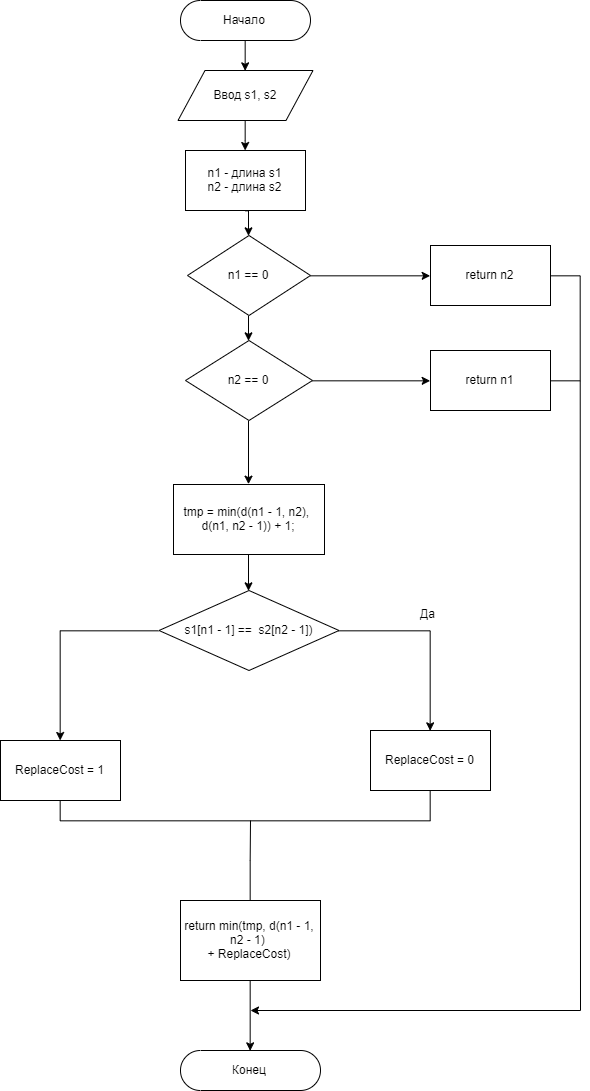 Начало
Ввод s1, s2
n1 - длина s1
n2 - длина s2
n1 == 0
return n2
n2 == 0
return n1
tmp = min(d(n1 - 1, n2),
d(n1, n2 - 1)) + 1;
Да
s1[n1 - 1] == s2[n2 - 1])
ReplaceCost = 1
ReplaceCost = 0
return min(tmp, d(n1 - 1,
n2 - 1)
+ ReplaceCost)
Конец